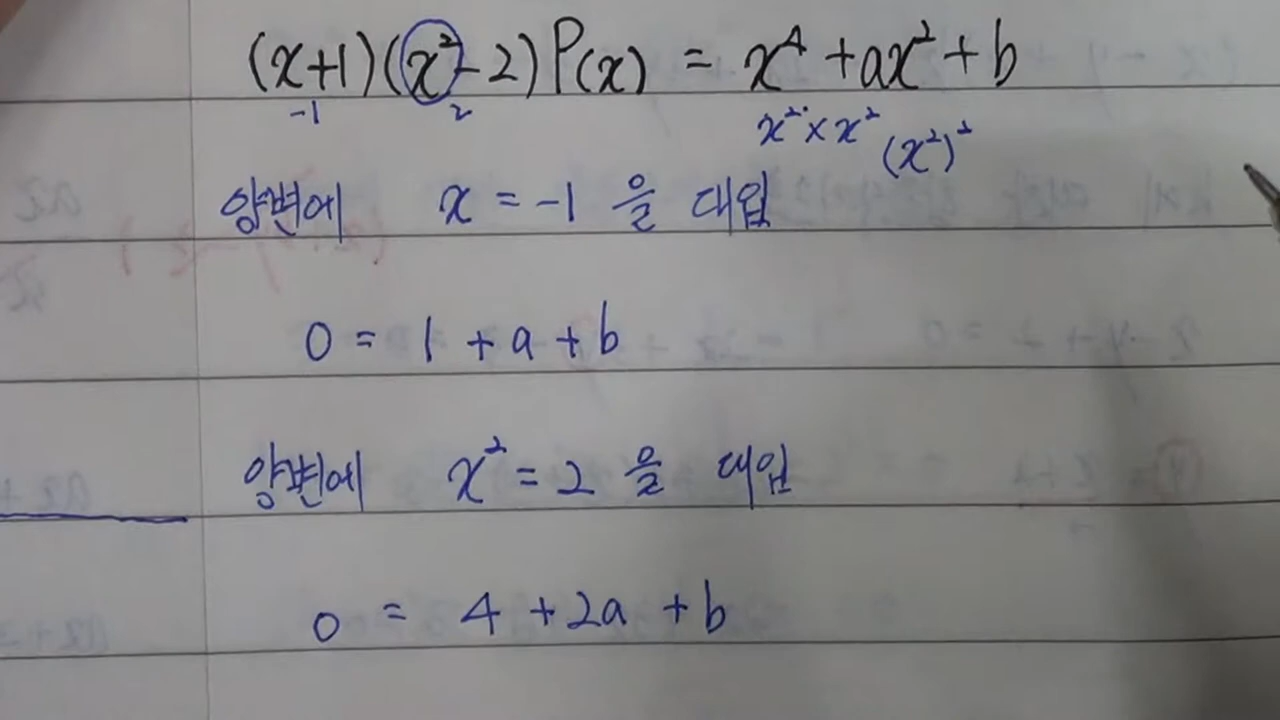 (x+1)(x²-2)P(x) = x⁴+ax²+b
-1 2 x²×x² (x²)²
양변에 x = -1 을 대입
0 = 1 + a + b
양변에 x² = 2 을 대입
0 = 4 + 2a + b